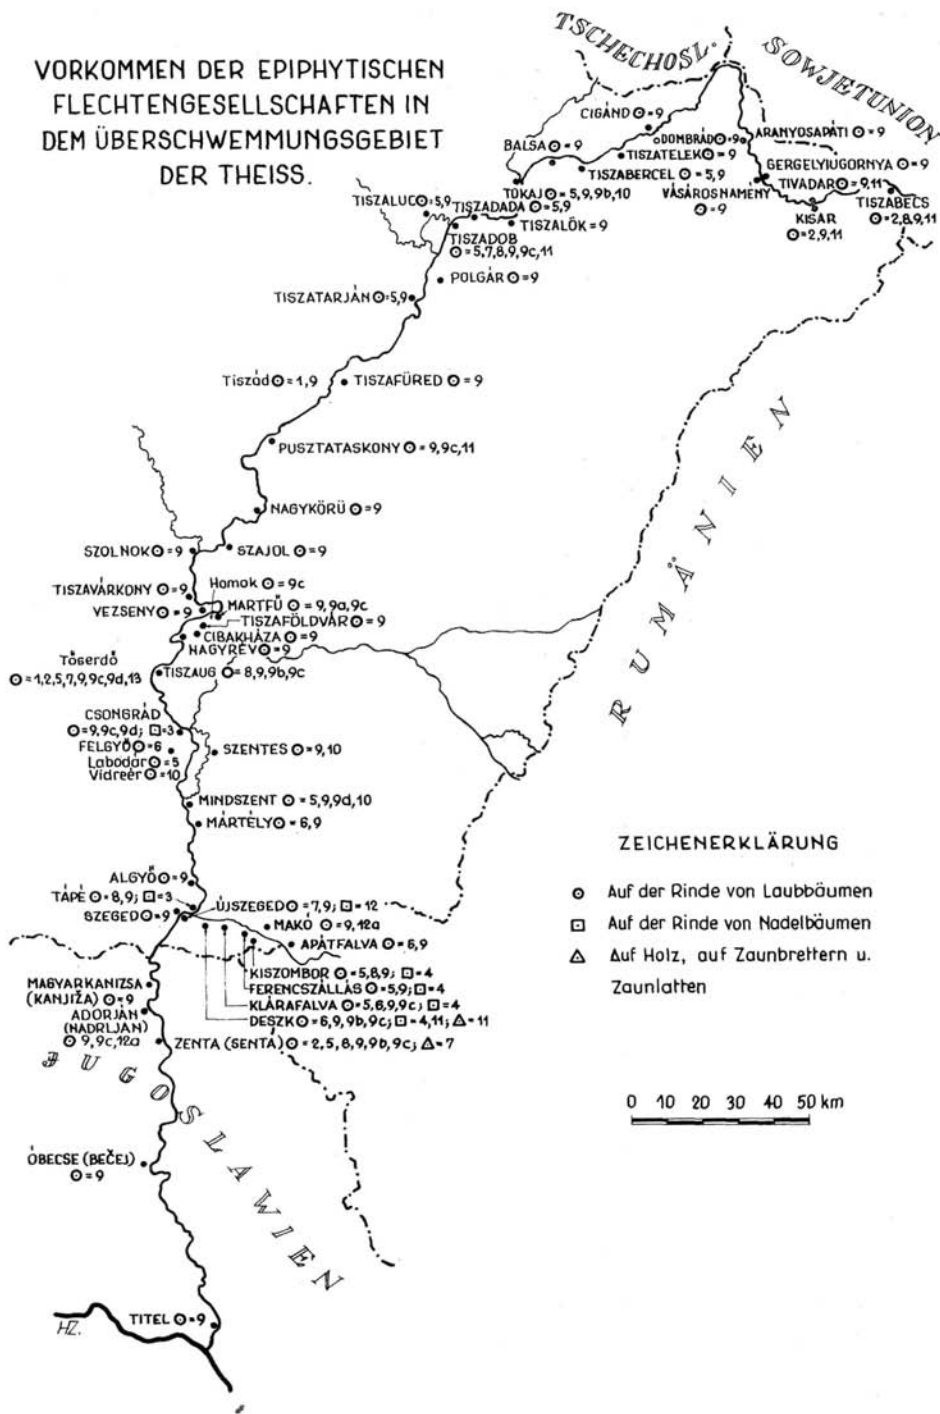 VORKOMMEN DER EPIPHYTISCHEN
FLECHTENGESELLSCHAFTEN IN
DEM ÜBERSCHWEMMUNGSGEBIET
DER THEISS.
TSCHECHOSL.
SOWJETUNION
CIGÁND ⊙ = 9
BALSA ⊙ = 9
DOMBRÁD ⊙ = 9
ARANYOSAPÁTI ⊙ = 9
TISZATELEK ⊙ = 9
GERGELYIUGORNYA ⊙ = 9
TISZABERCEL ⊙ = 5,9
TIVADAR ⊙ = 9,11
TOKAJ ⊙ = 5,9,9b,10
VÁSÁROSNAMÉNY
⊙ = 9
TISZABECS
⊙ = 2,8,9,11
KISAR
⊙ = 2,9,11
TISZALUC ⊙ = 5,9
TISZADADA ⊙ = 5,9
TISZALÖK ⊙ = 9
TISZADOB
⊙ = 5,7,8,9,9c,11
POLGÁR ⊙ = 9
TISZATARJÁN ⊙ = 5,9
Tiszád ⊙ = 1,9
TISZAFÜRED ⊙ = 9
PUSZTATASKONY ⊙ = 9,9c,11
NAGYKÖRÜ ⊙ = 9
SZOLNOK ⊙ = 9
SZAJOL ⊙ = 9
Homok ⊙ = 9c
TISZAVÁRKONY ⊙ = 9
MARTFŰ ⊙ = 9,9a,9c
VEZSENY ⊙ = 9
TISZAFÖLDVÁR ⊙ = 9
CIBAKHÁZA ⊙ = 9
NAGYRÉV ⊙ = 9
Tőserdő
⊙ = 1,2,5,7,9,9c,9d,13
TISZAUG O = 8,9,9b,9c
CSONGRÁD
⊙ = 9,9c,9d; ⊡ = 3
FELGYŐ ⊙ = 6
Labodár ⊙ = 5
Vidreér ⊙ = 10
SZENTES ⊙ = 9,10
MINDSZENT ⊙ = 5,9,9d,10
MÁRTÉLY ⊙ = 6,9
ALGYŐ ⊙ = 9
TÁPÉ ⊙ = 8,9; ⊡ = 3
SZEGED ⊙ = 9
ÚJSZEGED ⊙ = 7,9; ⊡ = 12
MAKÓ ⊙ = 9,12a
APÁTFALVA ⊙ = 6,9
KISZOMBOR ⊙ = 5,8,9; ⊡ = 4
FERENCSZÁLLÁS ⊙ = 5,9; ⊡ = 4
KLÁRAFALVA ⊙ = 5,6,9,9c; ⊡ = 4
DESZK ⊙ = 6,9,9b,9c; ⊡ = 4,11; △ = 11
MAGYARKANIZSA
(KANJIŽA) ⊙ = 9
ADORJÁN
(NADRLJAN)
⊙ 9,9c,12a
ZENTA (SENTA) ⊙ = 2,5,8,9,9b,9c; △ = 7
ÓBECSE (BEČEJ)
⊙ = 9
TITEL ⊙ = 9
HZ.
JUGOSLAWIEN
RUMÄNIEN
ZEICHENERKLÄRUNG
⊙ Auf der Rinde von Laubbäumen
⊡ Auf der Rinde von Nadelbäumen
△ Auf Holz, auf Zaunbrettern u.
Zaunlatten
0 10 20 30 40 50 km